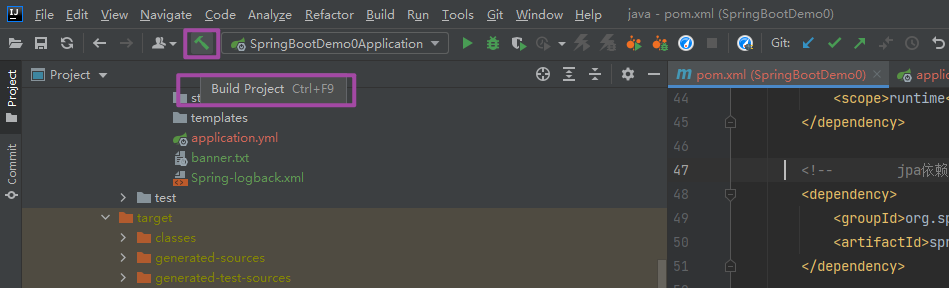 File Edit View Navigate Code Analyze Refactor Build Run Tools Git Window Help java - pom.xml (SpringBootDemo0)
SpringBootDemo0Application Git:
Project
Commit
Project
st
Build Project Ctrl+F9
templates
application.yml
banner.txt
Spring-logback.xml
test
target
classes
generated-sources
generated-test-sources
pom.xml (SpringBootDemo0) applic
44 <scope>runtime<
45 </dependency>
46
47 <!-- jpa依赖
48 <dependency>
49 <groupId>org.sp
50 <artifactId>spr
51 </dependency>